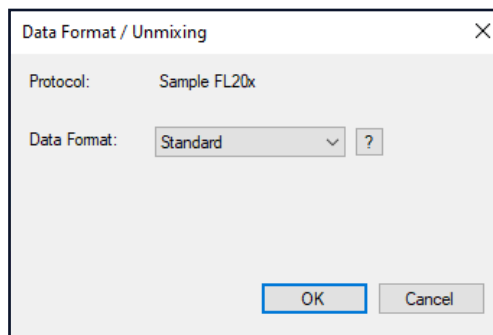 Data Format / Unmixing
Protocol: Sample FL20x
Data Format: Standard ?
OK Cancel